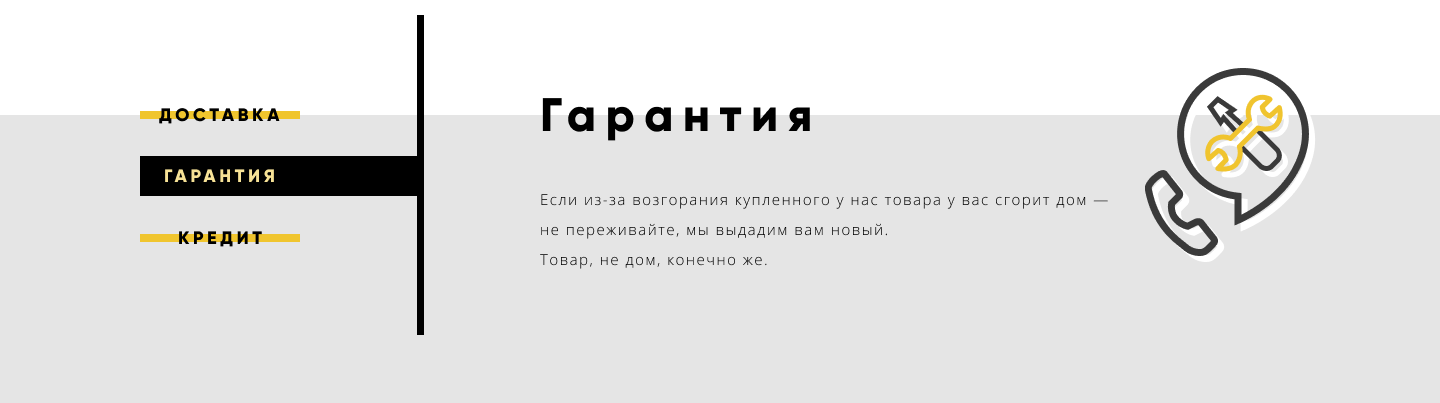 ДОСТАВКА
ГАРАНТИЯ
КРЕДИТ
Гарантия
Если из-за возгорания купленного у нас товара у вас сгорит дом —
не переживайте, мы выдадим вам новый.
Товар, не дом, конечно же.